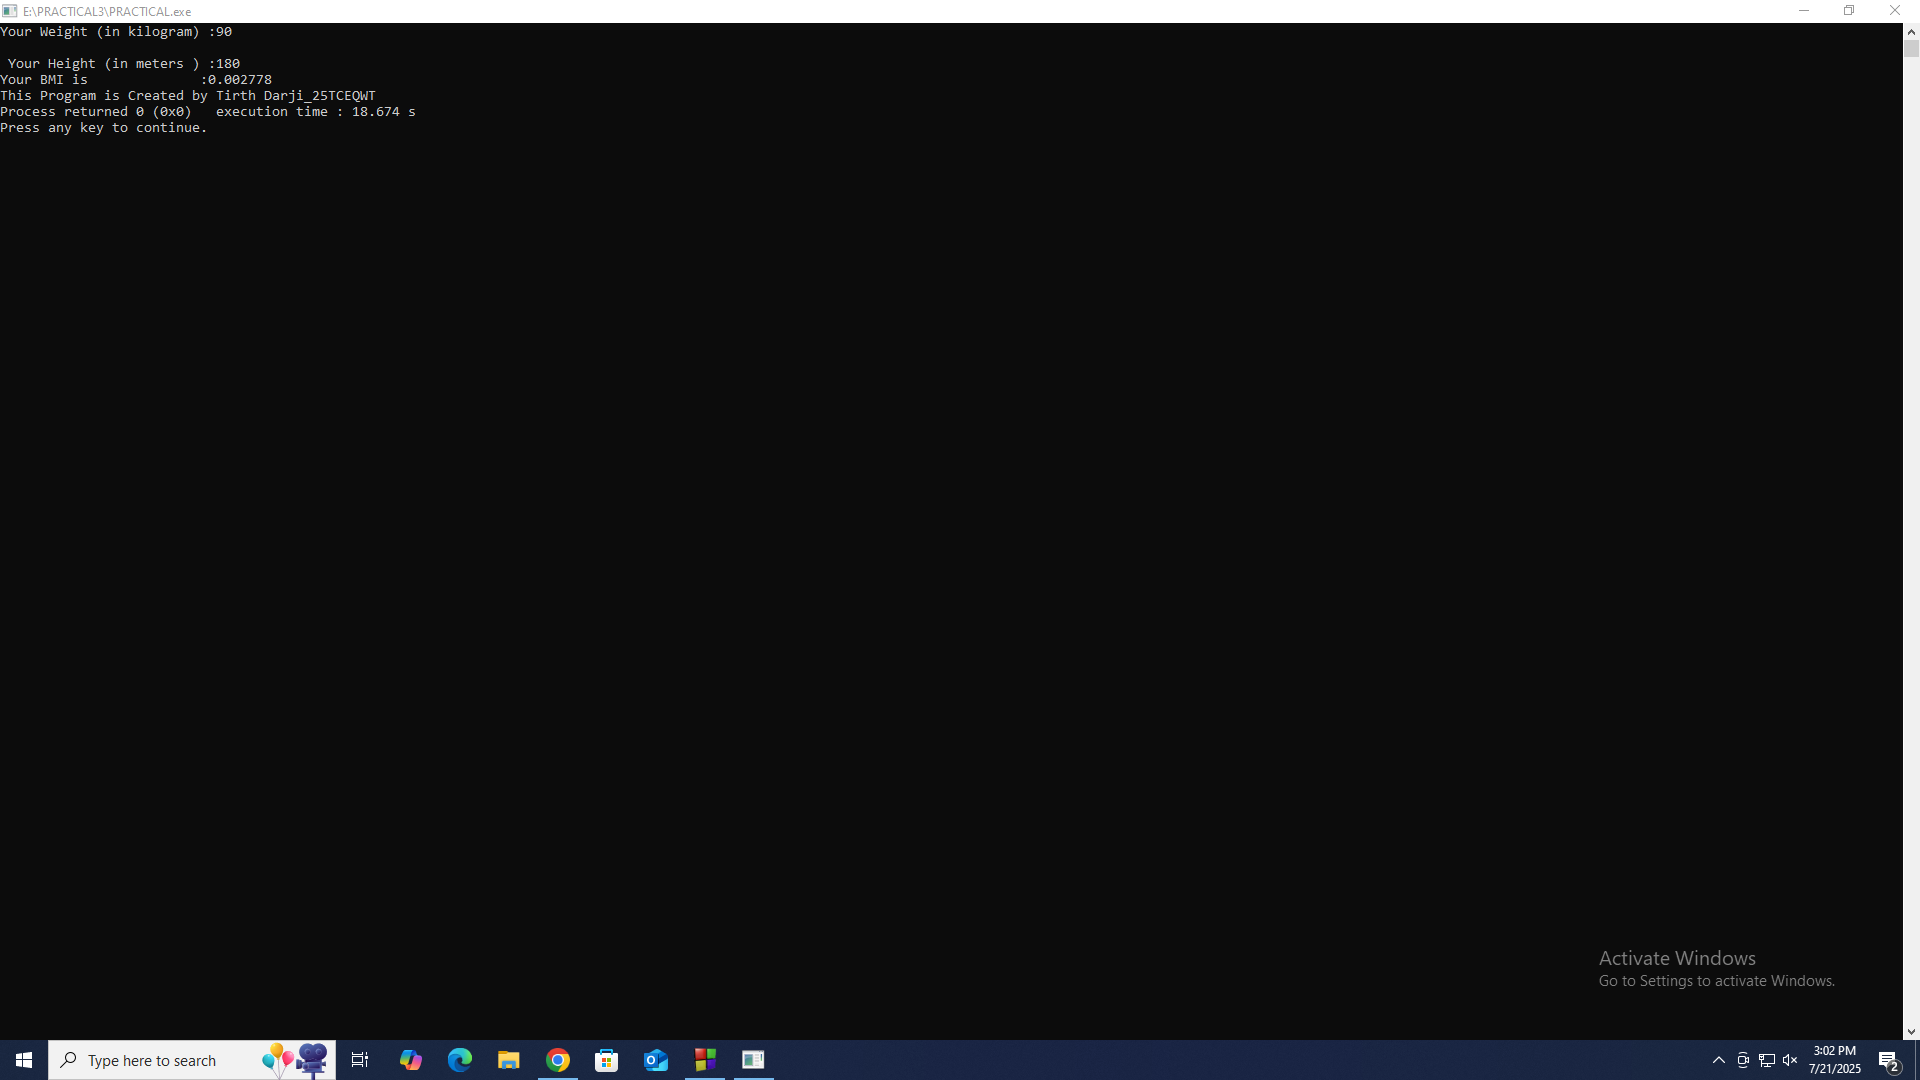 E:\PRACTICAL3\PRACTICAL.exe
Your Weight (in kilogram) :90
Your Height (in meters ) :180
Your BMI is              :0.002778
This Program is Created by Tirth Darji_25TCEQWT
Process returned 0 (0x0)   execution time : 18.674 s
Press any key to continue.
Activate Windows
Go to Settings to activate Windows.
Type here to search
3:02 PM
7/21/2025
2